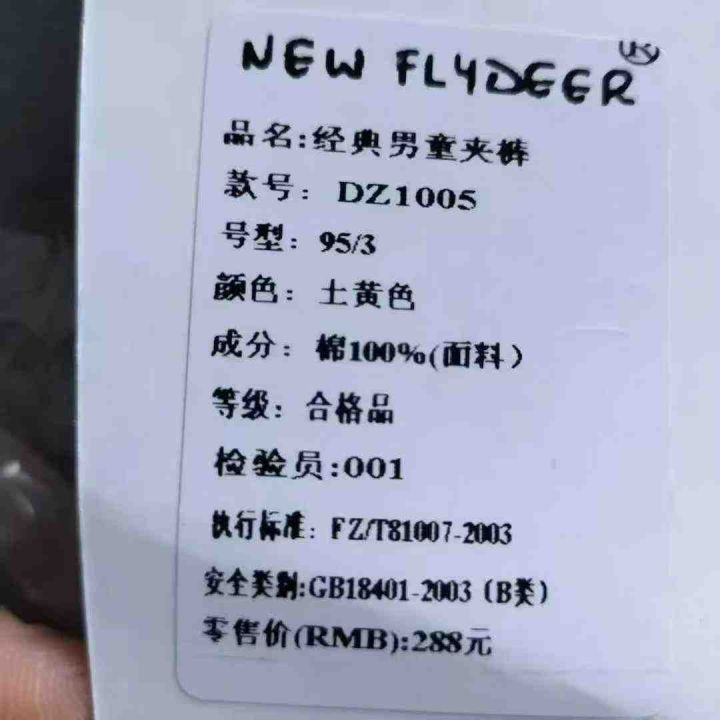 NEW FLYDEER®
品名:经典男童夹裤
款号: DZ1005
号型: 95/3
颜色: 土黄色
成分: 棉100%(面料)
等级: 合格品
检验员:001
执行标准: FZ/T81007-2003
安全类别:GB18401-2003 (B类)
零售价(RMB):288元